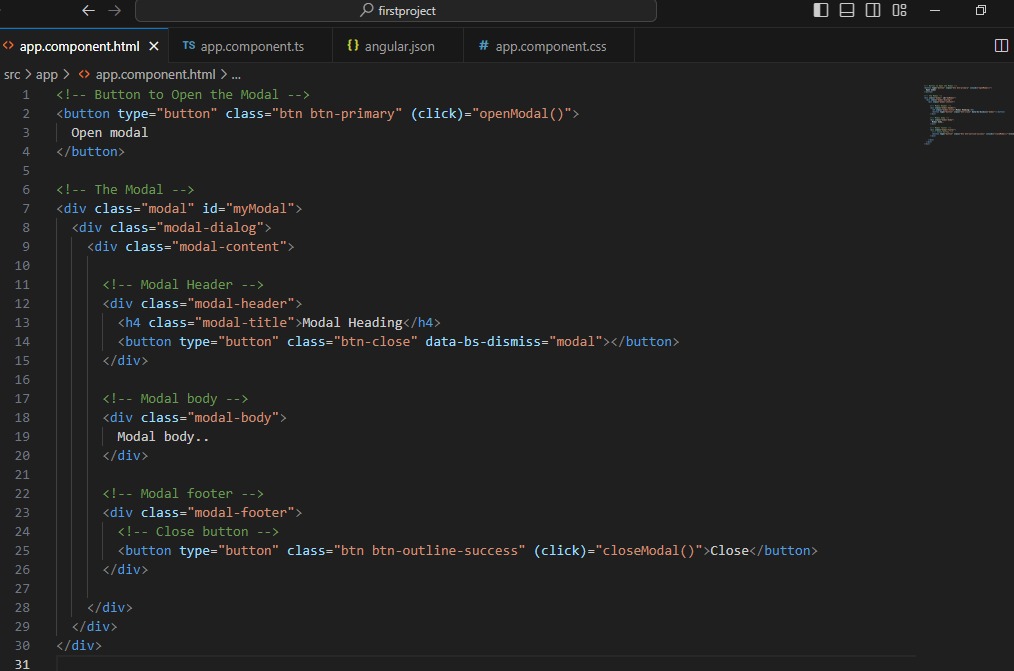 firstproject
app.component.html TS app.component.ts {} angular.json # app.component.css
src > app > <> app.component.html > ...
1 <!-- Button to Open the Modal -->
2 <button type="button" class="btn btn-primary" (click)="openModal()">
3 Open modal
4 </button>
5
6 <!-- The Modal -->
7 <div class="modal" id="myModal">
8 <div class="modal-dialog">
9 <div class="modal-content">
10
11 <!-- Modal Header -->
12 <div class="modal-header">
13 <h4 class="modal-title">Modal Heading</h4>
14 <button type="button" class="btn-close" data-bs-dismiss="modal"></button>
15 </div>
16
17 <!-- Modal body -->
18 <div class="modal-body">
19 Modal body..
20 </div>
21
22 <!-- Modal footer -->
23 <div class="modal-footer">
24 <!-- Close button -->
25 <button type="button" class="btn btn-outline-success" (click)="closeModal()">Close</button>
26 </div>
27
28 </div>
29 </div>
30 </div>
31